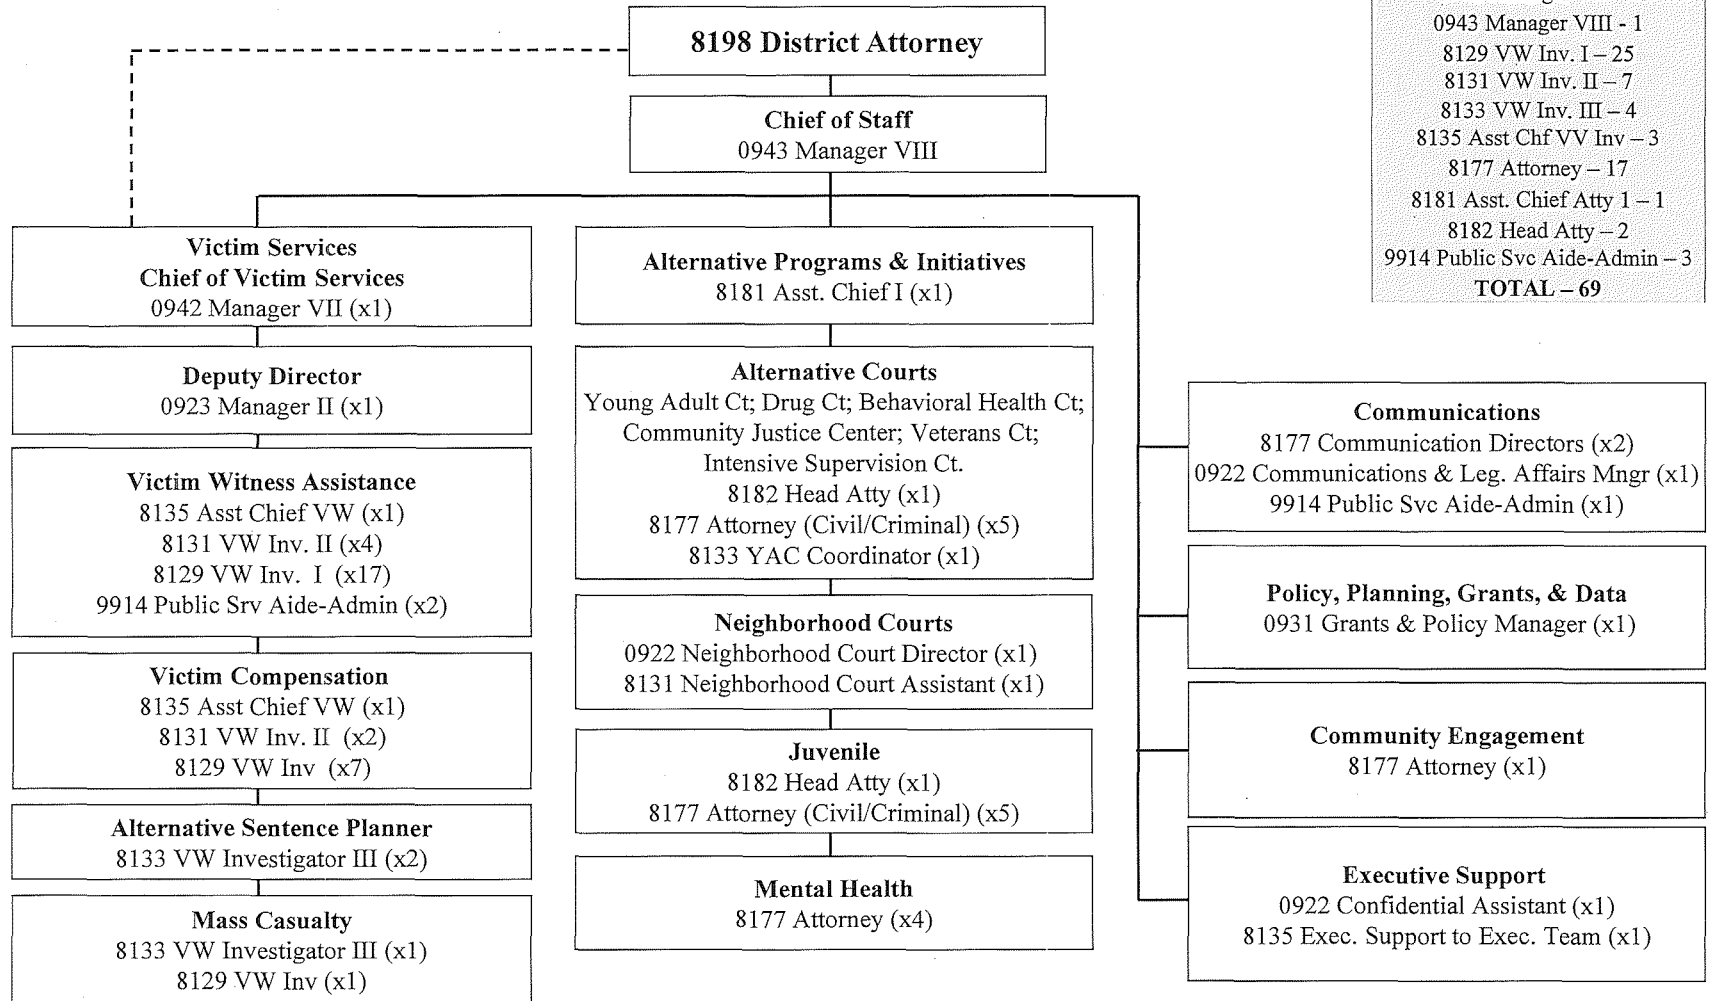 8198 District Attorney
Chief of Staff
0943 Manager VIII
Victim Services
Chief of Victim Services
0942 Manager VII (x1)
Deputy Director
0923 Manager II (x1)
Victim Witness Assistance
8135 Asst Chief VW (x1)
8131 VW Inv. II (x4)
8129 VW Inv. I (x17)
9914 Public Srv Aide-Admin (x2)
Victim Compensation
8135 Asst Chief VW (x1)
8131 VW Inv. II (x2)
8129 VW Inv (x7)
Alternative Sentence Planner
8133 VW Investigator III (x2)
Mass Casualty
8133 VW Investigator III (x1)
8129 VW Inv (x1)
Alternative Programs & Initiatives
8181 Asst. Chief I (x1)
Alternative Courts
Young Adult Ct; Drug Ct; Behavioral Health Ct;
Community Justice Center; Veterans Ct;
Intensive Supervision Ct.
8182 Head Atty (x1)
8177 Attorney (Civil/Criminal) (x5)
8133 YAC Coordinator (x1)
Neighborhood Courts
0922 Neighborhood Court Director (x1)
8131 Neighborhood Court Assistant (x1)
Juvenile
8182 Head Atty (x1)
8177 Attorney (Civil/Criminal) (x5)
Mental Health
8177 Attorney (x4)
0943 Manager VIII - 1
8129 VW Inv. I – 25
8131 VW Inv. II – 7
8133 VW Inv. III – 4
8135 Asst Chf VV Inv – 3
8177 Attorney – 17
8181 Asst. Chief Atty 1 – 1
8182 Head Atty – 2
9914 Public Svc Aide-Admin – 3
TOTAL – 69
Communications
8177 Communication Directors (x2)
0922 Communications & Leg. Affairs Mngr (x1)
9914 Public Svc Aide-Admin (x1)
Policy, Planning, Grants, & Data
0931 Grants & Policy Manager (x1)
Community Engagement
8177 Attorney (x1)
Executive Support
0922 Confidential Assistant (x1)
8135 Exec. Support to Exec. Team (x1)